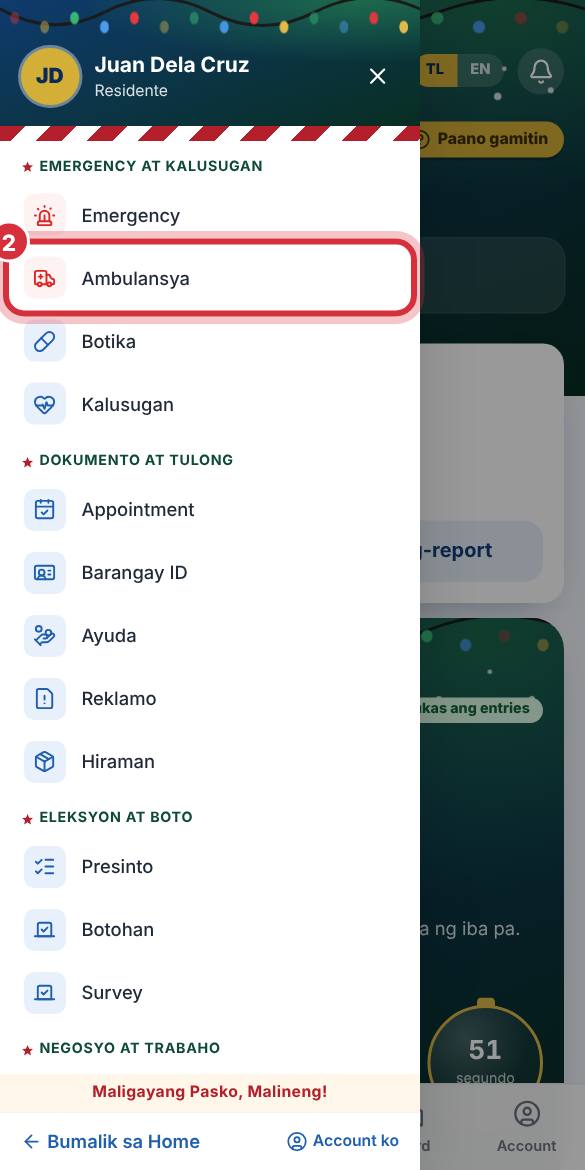 JD
Juan Dela Cruz
Residente
TL EN
Paano gamitin
EMERGENCY AT KALUSUGAN
Emergency
2
Ambulansya
Botika
Kalusugan
DOKUMENTO AT TULONG
Appointment
-report
Barangay ID
Ayuda
Reklamo
ang entries
Hiraman
ELEKSYON AT BOTO
Presinto
Botohan
a ng iba pa.
Survey
NEGOSYO AT TRABAHO
51
segundo
Maligayang Pasko, Malineng!
Bumalik sa Home
Account ko
Account